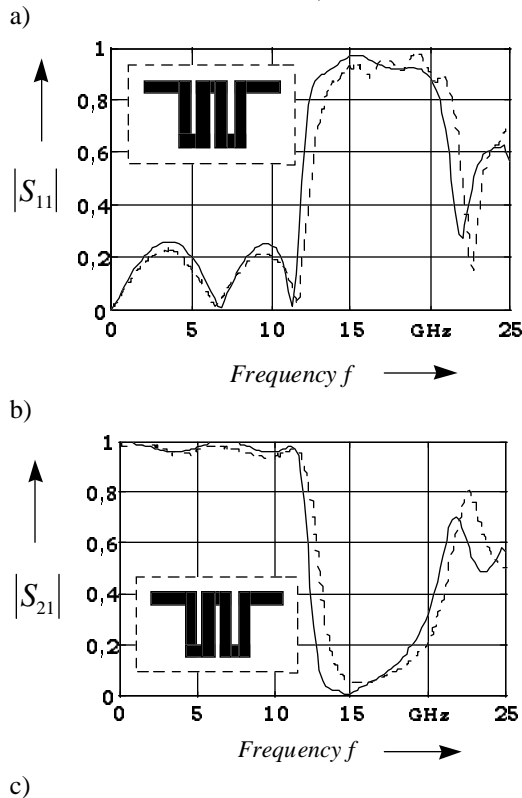 a)
1
0,8
0,6
|S11|
0,4
0,2
0
0 5 10 15 GHz 25
Frequency f
b)
1
0,8
0,6
|S21|
0,4
0,2
0
0 5 10 15 GHz 25
Frequency f
c)